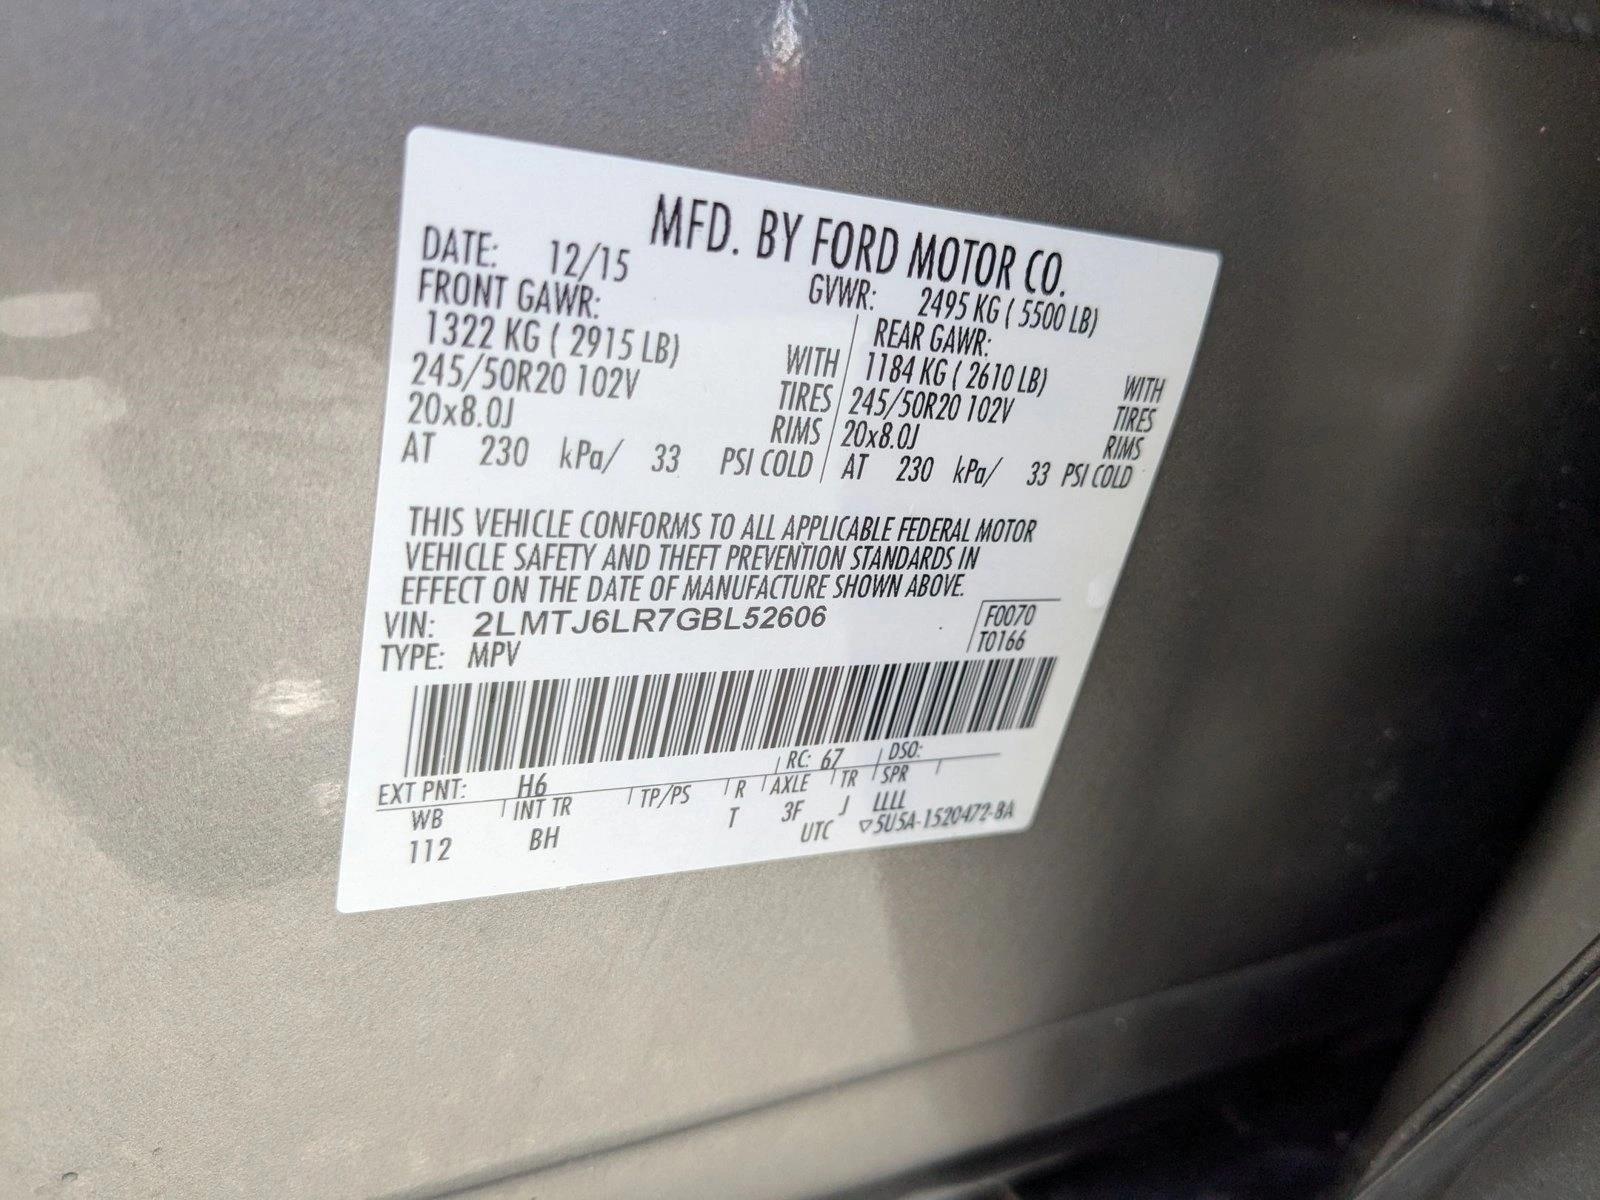 MFD. BY FORD MOTOR CO.
DATE: 12/15 GVWR: 2495 KG ( 5500 LB)
FRONT GAWR: REAR GAWR:
1322 KG ( 2915 LB) WITH 1184 KG ( 2610 LB) WITH
245/50R20 102V TIRES 245/50R20 102V TIRES
20x8.0J RIMS 20x8.0J RIMS
AT 230 kPa/ 33 PSI COLD AT 230 kPa/ 33 PSI COLD
THIS VEHICLE CONFORMS TO ALL APPLICABLE FEDERAL MOTOR
VEHICLE SAFETY AND THEFT PREVENTION STANDARDS IN
EFFECT ON THE DATE OF MANUFACTURE SHOWN ABOVE.
VIN: 2LMTJ6LR7GBL52606 F0070
TYPE: MPV T0166
EXT PNT: H6 RC: 67 DSO:
WB INT TR TP/PS R AXLE TR SPR
112 BH T 3F J LLLL
UTC ▽5U5A-1520472-BA